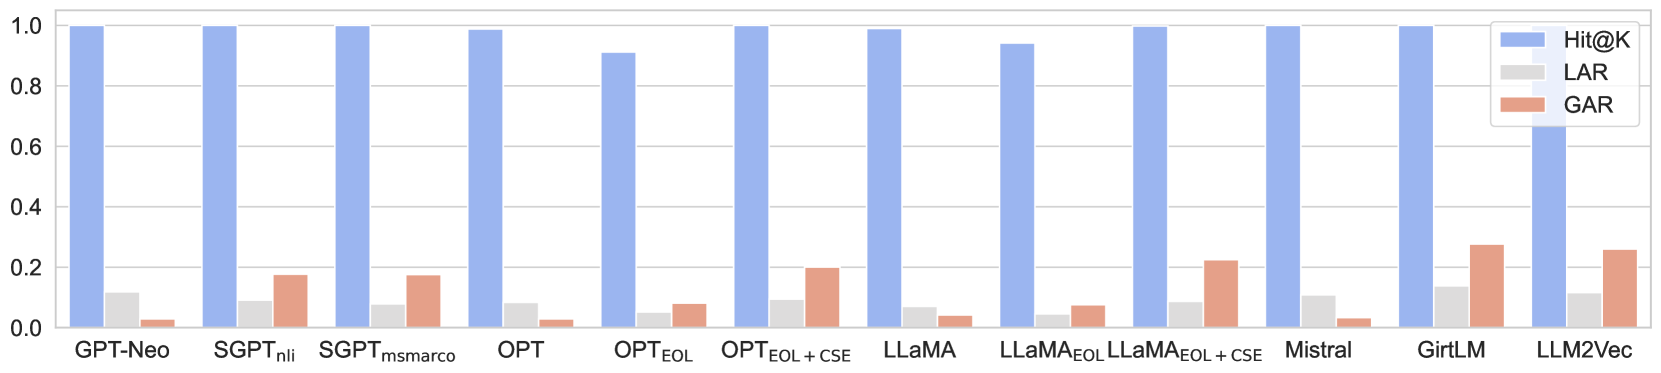 1.0
0.8
0.6
0.4
0.2
0.0
Hit@K
LAR
GAR
GPT-Neo SGPTnli SGPTmsmarco OPT OPTEOL OPTEOL + CSE LLaMA LLaMAEOL LLaMAEOL + CSE Mistral GirtLM LLM2Vec